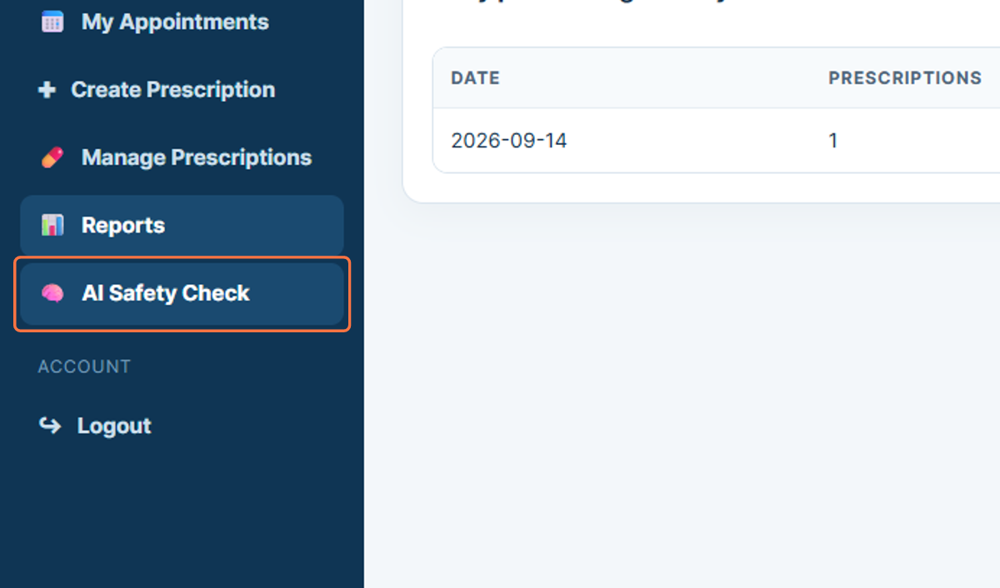 My Appointments
Create Prescription
Manage Prescriptions
Reports
AI Safety Check
ACCOUNT
Logout
DATE PRESCRIPTIONS
2026-09-14 1